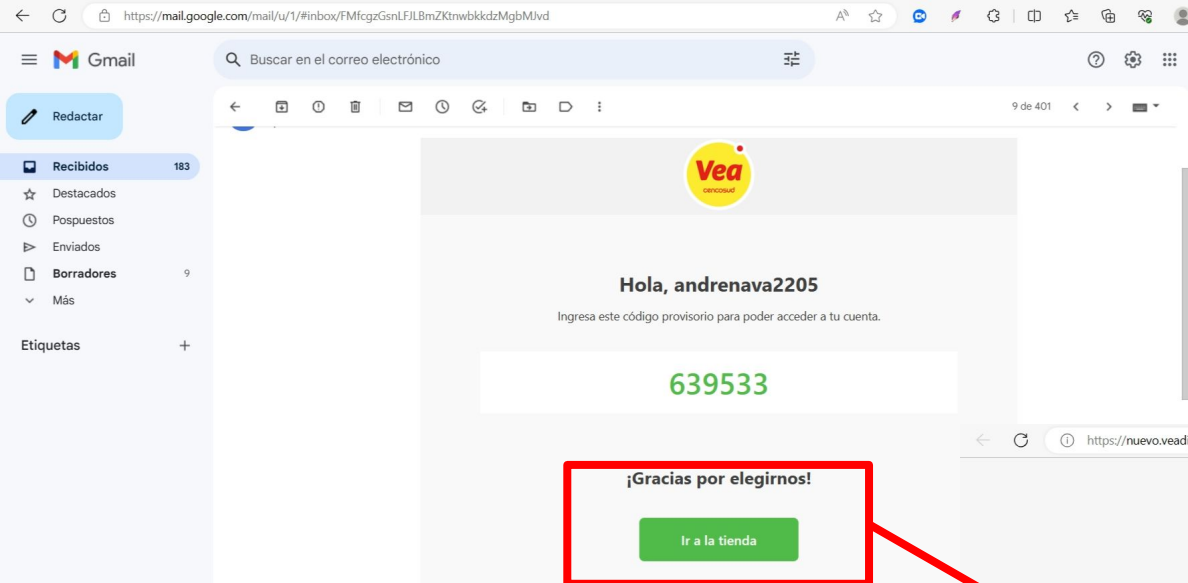 https://mail.google.com/mail/u/1/#inbox/FMfcgzGsnLFJLBmZKtnwbkkdzMgbMJvd
Gmail
Buscar en el correo electrónico
Redactar
9 de 401
Recibidos 183
Destacados
Pospuestos
Enviados
Borradores 9
Más
Etiquetas
Vea
cencosud
Hola, andrenava2205
Ingresa este código provisorio para poder acceder a tu cuenta.
639533
https://nuevo.veadi
¡Gracias por elegirnos!
Ir a la tienda